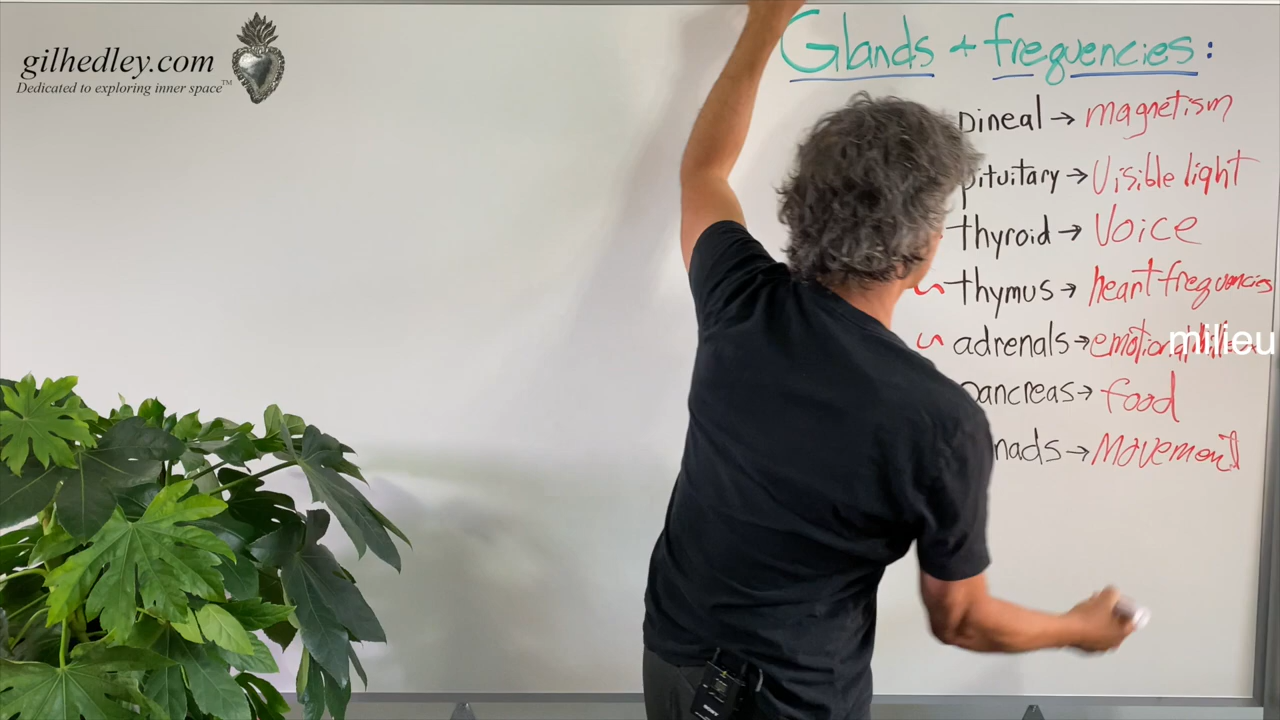 gilhedley.com
Dedicated to exploring inner space™
Glands + frequencies:
pineal → magnetism
pituitary → Visible light
thyroid → Voice
thymus → heart frequencies
adrenals → emotional milieu
pancreas → food
nads → Movement